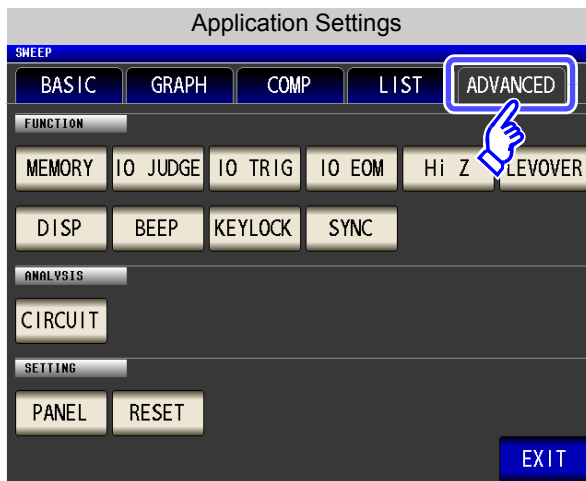 Application Settings
SWEEP
BASIC GRAPH COMP LIST ADVANCED
FUNCTION
MEMORY IO JUDGE IO TRIG IO EOM Hi Z LEVOVER
DISP BEEP KEYLOCK SYNC
ANALYSIS
CIRCUIT
SETTING
PANEL RESET
EXIT